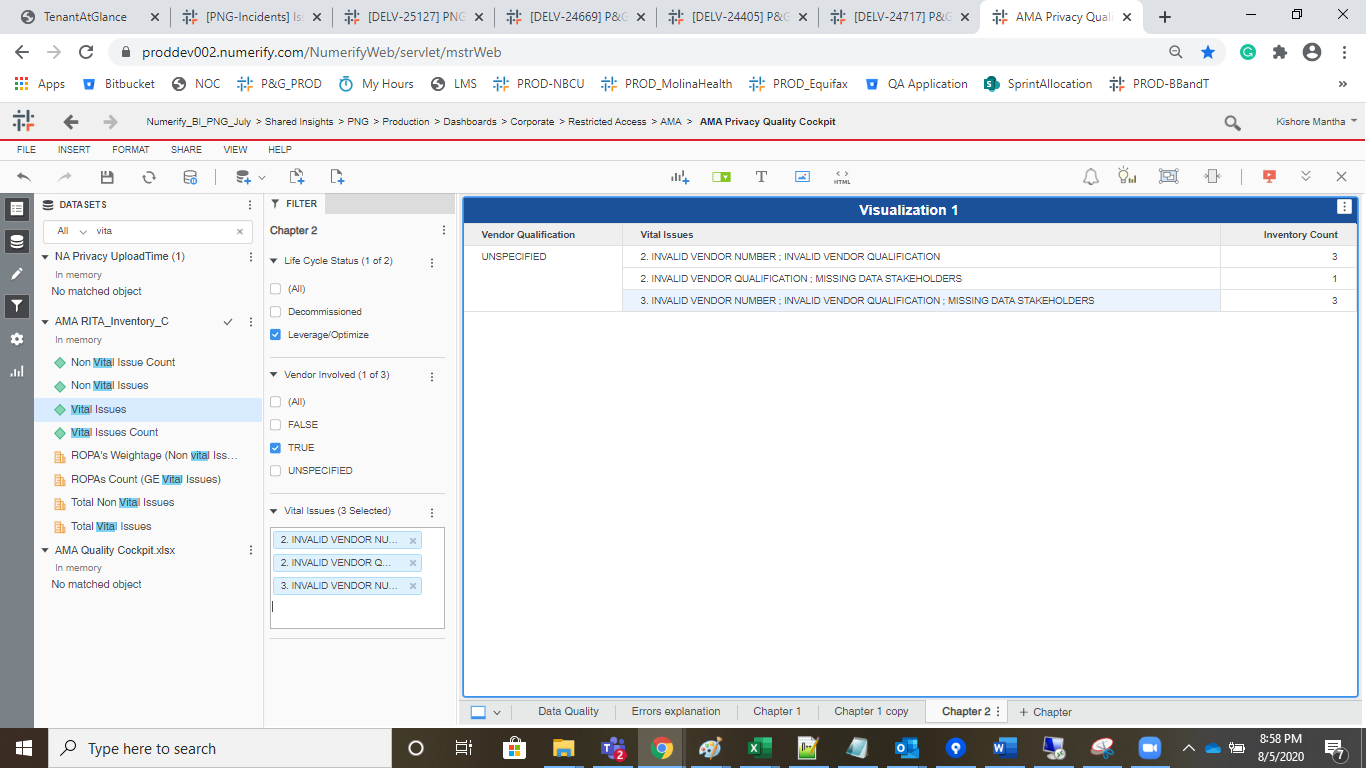 TenantAtGlance
[PNG-Incidents] Is
[DELV-25127] PNG
[DELV-24669] P&G
[DELV-24405] P&G
[DELV-24717] P&G
AMA Privacy Qual
proddev002.numerify.com/NumerifyWeb/servlet/mstrWeb
Apps Bitbucket NOC P&G_PROD My Hours LMS PROD-NBCU PROD_MolinaHealth PROD_Equifax QA Application SprintAllocation PROD-BBandT »
Numerify_BI_PNG_July > Shared Insights > PNG > Production > Dashboards > Corporate > Restricted Access > AMA > AMA Privacy Quality Cockpit
Kishore Mantha
FILE INSERT FORMAT SHARE VIEW HELP
HTML
DATASETS
All vita
NA Privacy UploadTime (1)
In memory
No matched object
AMA RITA_Inventory_C
In memory
Non Vital Issue Count
Non Vital Issues
Vital Issues
Vital Issues Count
ROPA's Weightage (Non vital Iss...
ROPAs Count (GE Vital Issues)
Total Non Vital Issues
Total Vital Issues
AMA Quality Cockpit.xlsx
In memory
No matched object
FILTER
Chapter 2
Life Cycle Status (1 of 2)
(All)
Decommissioned
Leverage/Optimize
Vendor Involved (1 of 3)
(All)
FALSE
TRUE
UNSPECIFIED
Vital Issues (3 Selected)
2. INVALID VENDOR NU...
2. INVALID VENDOR Q...
3. INVALID VENDOR NU...
Visualization 1
Vendor Qualification Vital Issues Inventory Count
UNSPECIFIED 2. INVALID VENDOR NUMBER ; INVALID VENDOR QUALIFICATION 3
2. INVALID VENDOR QUALIFICATION ; MISSING DATA STAKEHOLDERS 1
3. INVALID VENDOR NUMBER ; INVALID VENDOR QUALIFICATION ; MISSING DATA STAKEHOLDERS 3
Data Quality Errors explanation Chapter 1 Chapter 1 copy Chapter 2 + Chapter
Type here to search
2
8:58 PM
8/5/2020
7